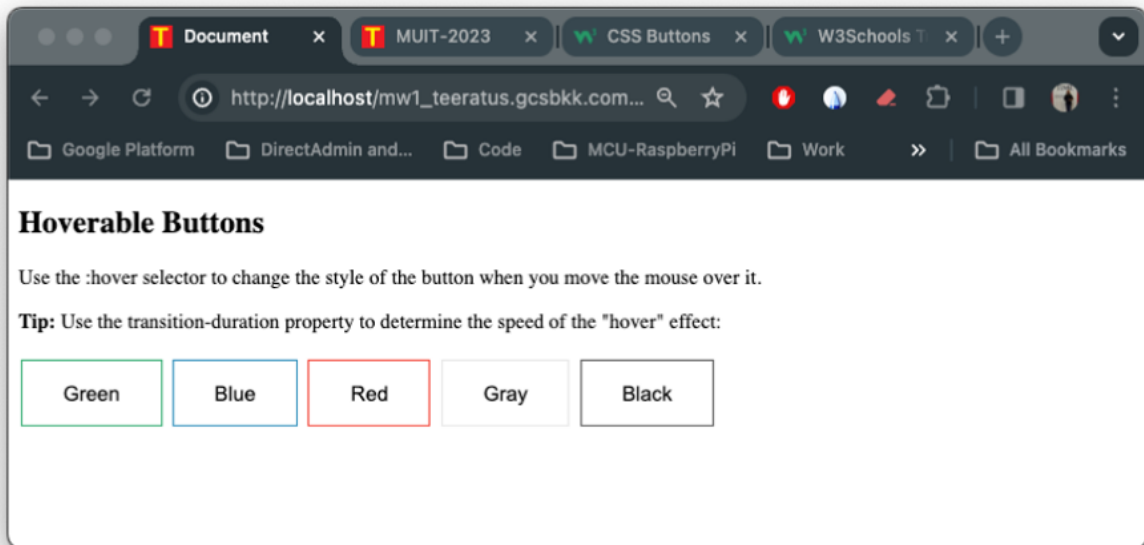 Document MUIT-2023 CSS Buttons W3Schools T
http://localhost/mw1_teeratus.gcsbkk.com...
Google Platform DirectAdmin and... Code MCU-RaspberryPi Work All Bookmarks
Hoverable Buttons
Use the :hover selector to change the style of the button when you move the mouse over it.
Tip: Use the transition-duration property to determine the speed of the "hover" effect:
Green Blue Red Gray Black